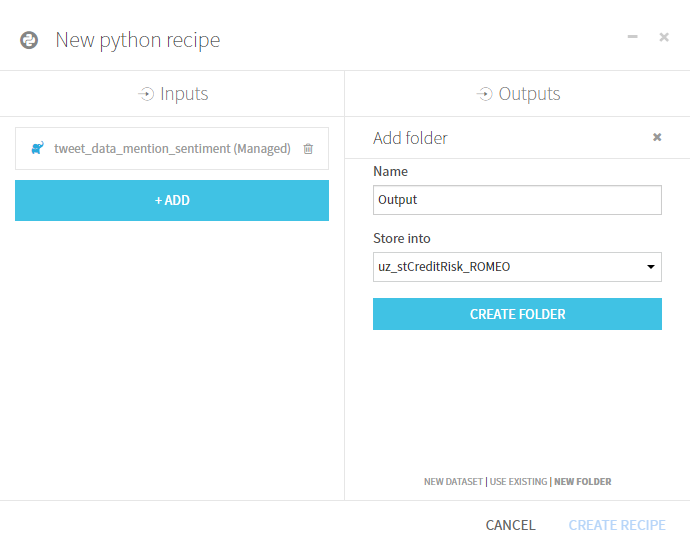 New python recipe
Inputs
Outputs
tweet_data_mention_sentiment (Managed)
+ ADD
Add folder
Name
Output
Store into
uz_stCreditRisk_ROMEO
CREATE FOLDER
NEW DATASET | USE EXISTING | NEW FOLDER
CANCEL
CREATE RECIPE